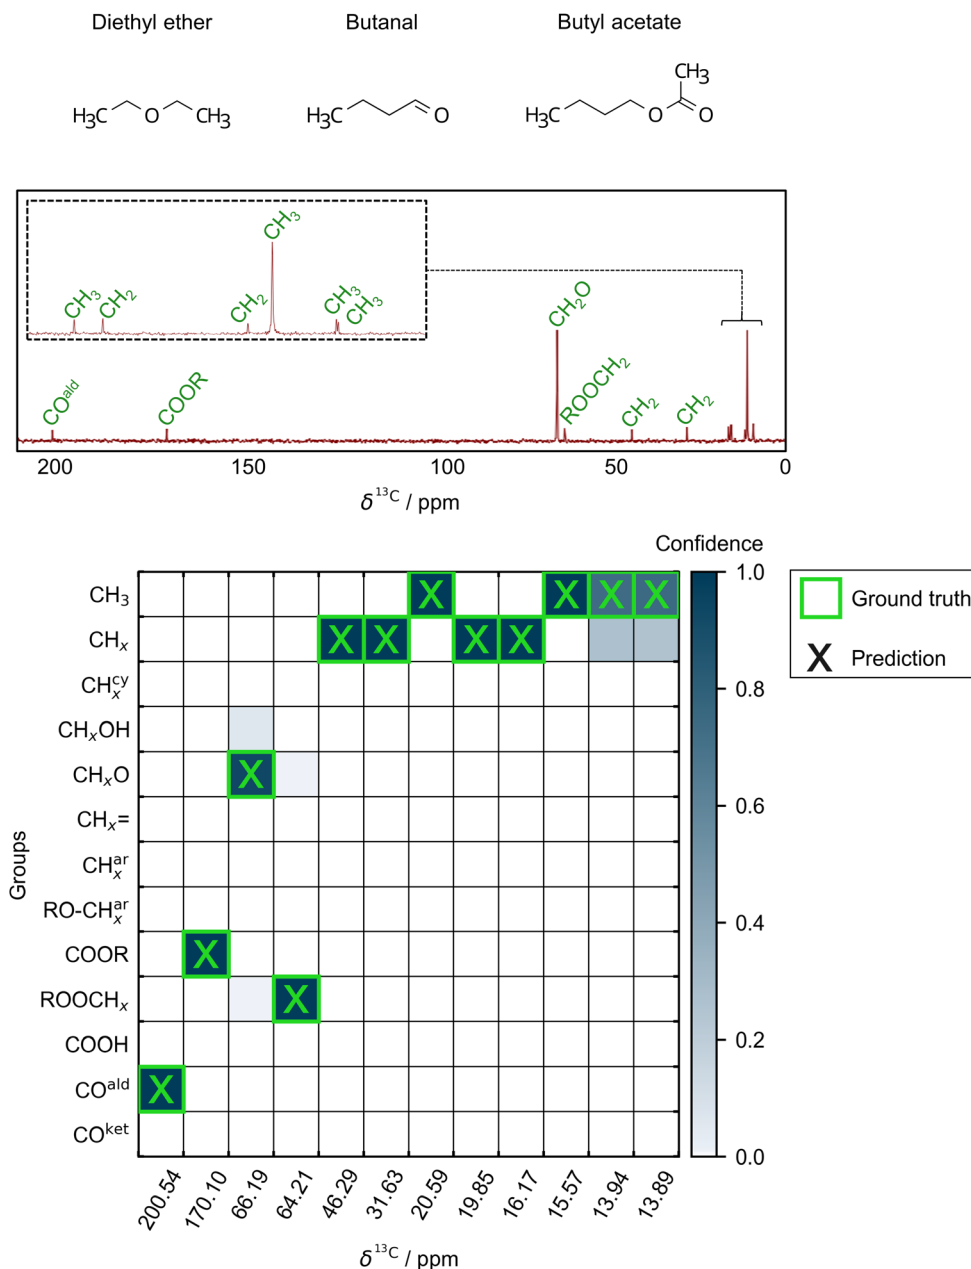 Diethyl ether Butanal Butyl acetate
H₃C O CH₃ H₃C O H₃C O CH₃ O
CH₃ CH₂ CH₂ CH₃ CH₃ CH₃
COᵃˡᵈ COOR CH₂O ROOCH₂ CH₂ CH₂
200 150 100 50 0
δ ¹³C / ppm
Confidence
Ground truth
Prediction
Groups
CH₃
CHₓ
CHₓᶜʸ
CHₓOH
CHₓO
CHₓ=
CHₓᵃʳ
RO-CHₓᵃʳ
COOR
ROOCHₓ
COOH
COᵃˡᵈ
COᵏᵉᵗ
1.0
0.8
0.6
0.4
0.2
0.0
200.54 170.10 66.19 64.21 46.29 31.63 20.59 19.85 16.17 15.57 13.94 13.89
δ ¹³C / ppm